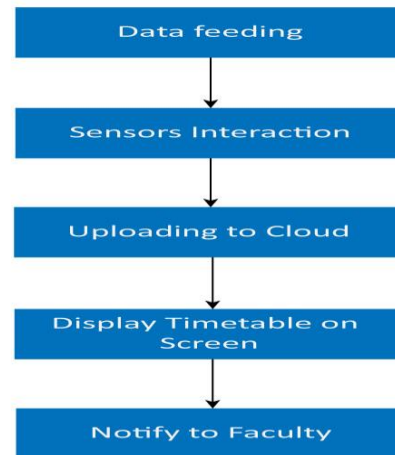 Data feeding
Sensors Interaction
Uploading to Cloud
Display Timetable on
Screen
Notify to Faculty